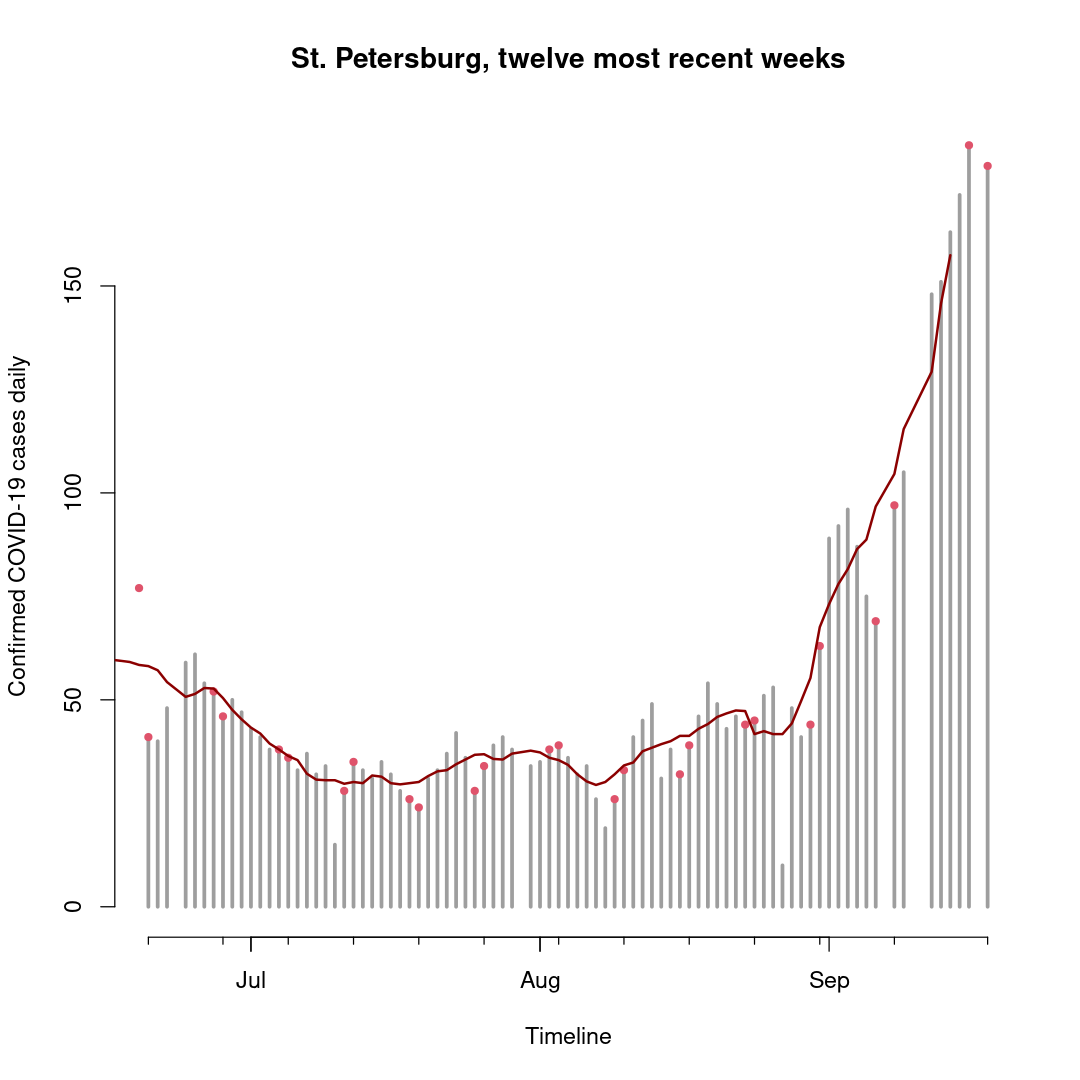 St. Petersburg, twelve most recent weeks
Confirmed COVID-19 cases daily
150
100
50
0
Jul Aug Sep
Timeline